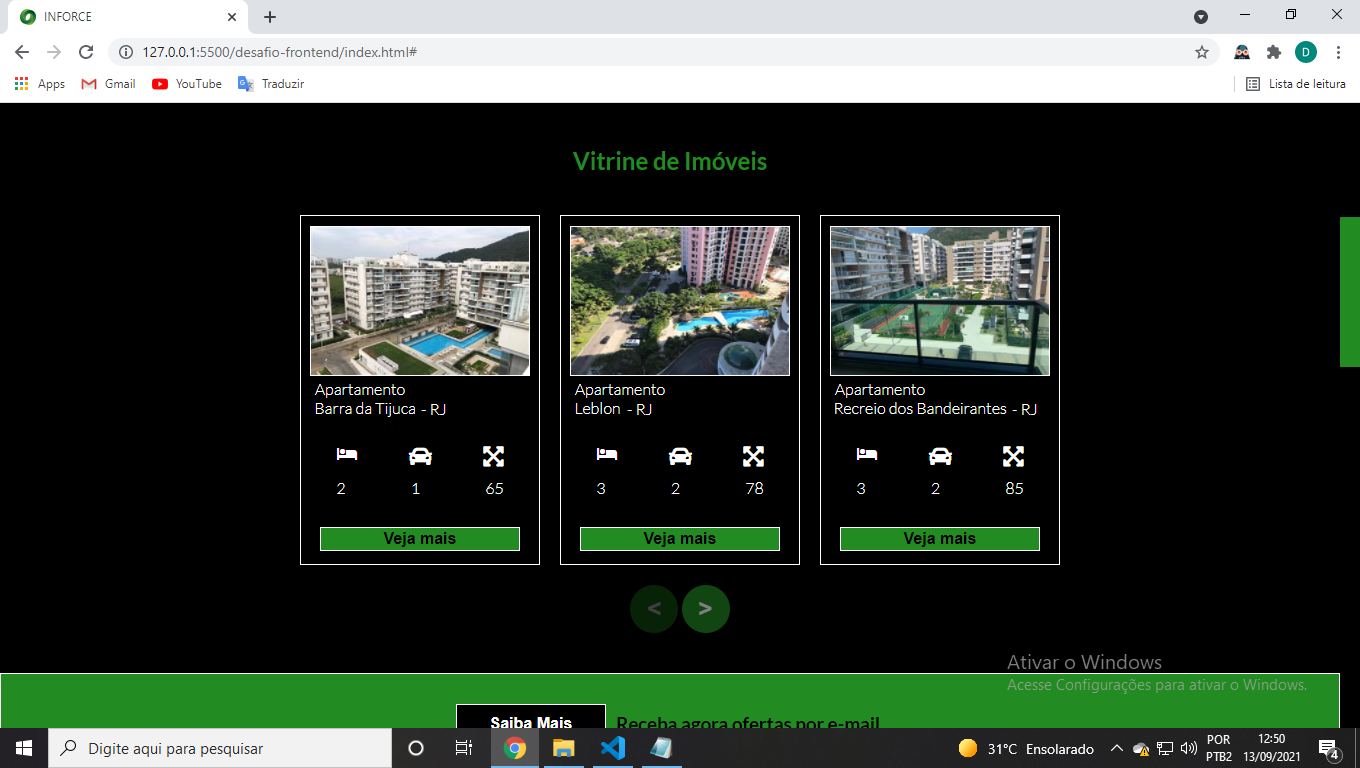 INFORCE
127.0.0.1:5500/desafio-frontend/index.html#
D
Apps
Gmail
YouTube
Traduzir
Lista de leitura
Vitrine de Imóveis
Apartamento
Barra da Tijuca - RJ
2 1 65
Veja mais
Apartamento
Leblon - RJ
3 2 78
Veja mais
Apartamento
Recreio dos Bandeirantes - RJ
3 2 85
Veja mais
< >
Ativar o Windows
Acesse Configurações para ativar o Windows.
Saiba Mais
Receba agora ofertas por e-mail
Digite aqui para pesquisar
31°C Ensolarado
POR
PTB2
12:50
13/09/2021
4